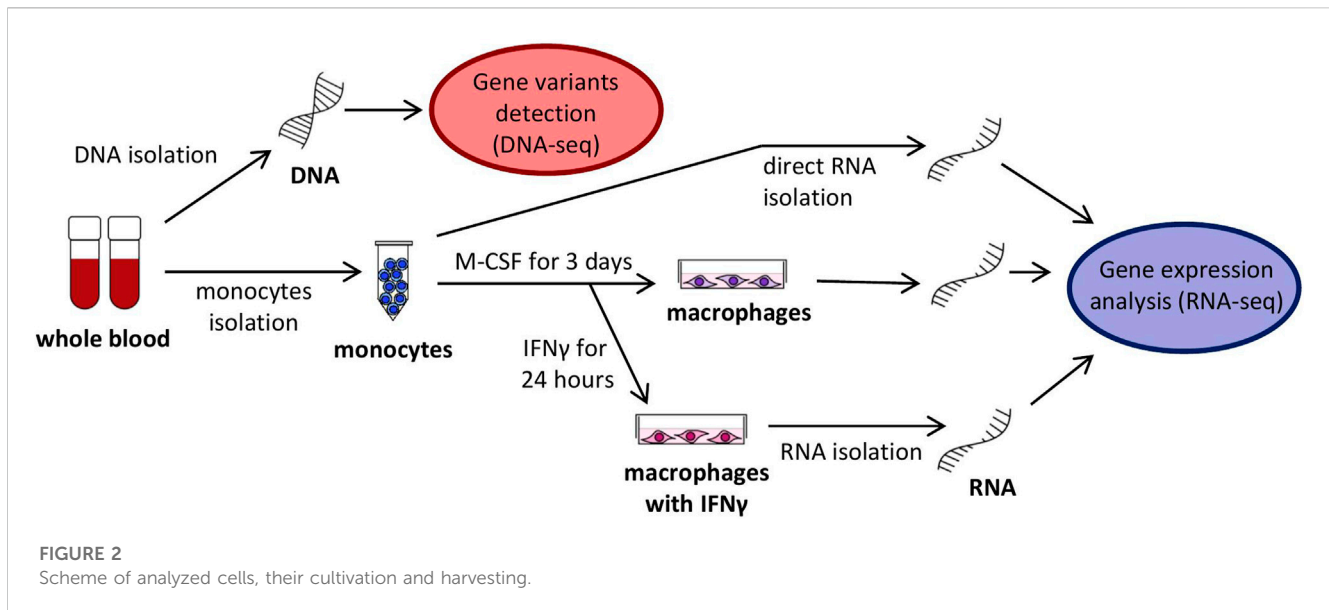 Gene variants
detection
(DNA-seq)
DNA isolation
DNA
direct RNA
isolation
whole blood
monocytes
isolation
monocytes
M-CSF for 3 days
macrophages
IFNγ for
24 hours
macrophages
with IFNγ
RNA isolation
RNA
Gene expression
analysis (RNA-seq)
FIGURE 2
Scheme of analyzed cells, their cultivation and harvesting.